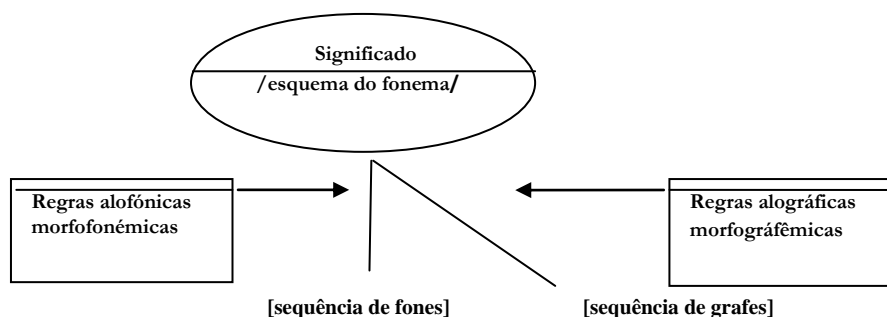 Significado
/esquema do fonema/
Regras alofónicas
morfofonémicas
Regras alográficas
morfográfêmicas
[sequência de fones]
[sequência de grafes]